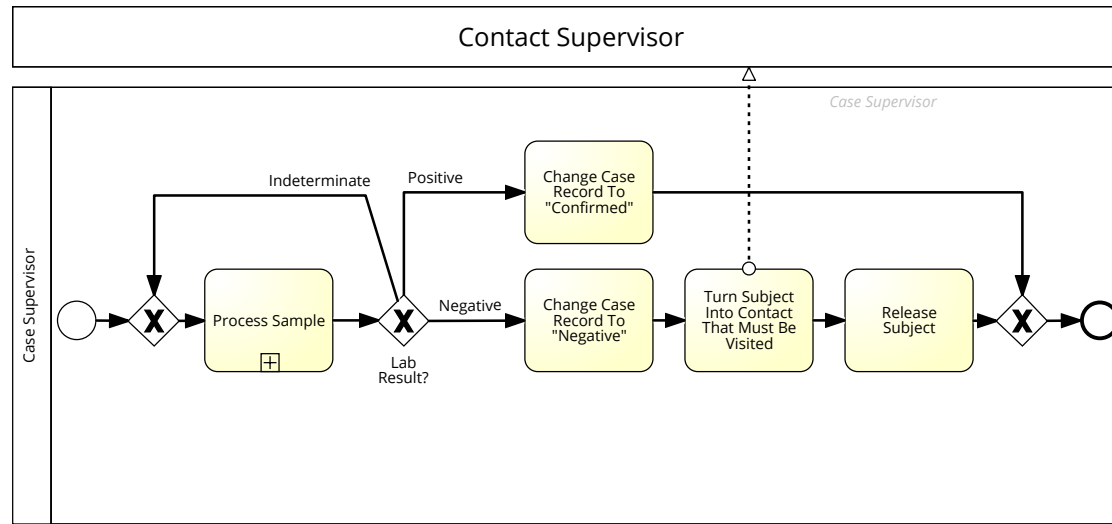 Contact Supervisor
Case Supervisor
Case Supervisor
Indeterminate
Positive
Change Case
Record To
"Confirmed"
Process Sample
Lab
Result?
Negative
Change Case
Record To
"Negative"
Turn Subject
Into Contact
That Must Be
Visited
Release
Subject